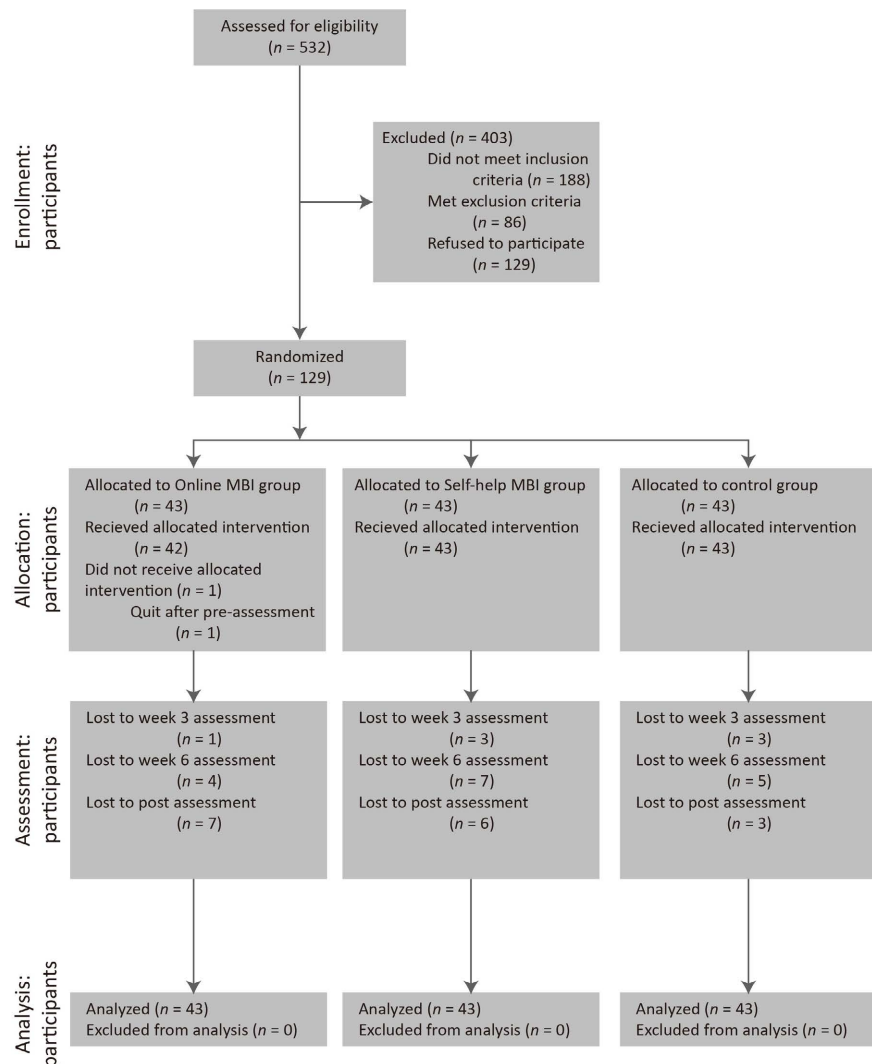 Assessed for eligibility
(n = 532)
Enrollment:
participants
Excluded (n = 403)
Did not meet inclusion
criteria (n = 188)
Met exclusion criteria
(n = 86)
Refused to participate
(n = 129)
Randomized
(n = 129)
Allocation:
participants
Allocated to Online MBI group
(n = 43)
Recieved allocated intervention
(n = 42)
Did not receive allocated
intervention (n = 1)
Quit after pre-assessment
(n = 1)
Allocated to Self-help MBI group
(n = 43)
Recieved allocated intervention
(n = 43)
Allocated to control group
(n = 43)
Recieved allocated intervention
(n = 43)
Assessment:
participants
Lost to week 3 assessment
(n = 1)
Lost to week 6 assessment
(n = 4)
Lost to post assessment
(n = 7)
Lost to week 3 assessment
(n = 3)
Lost to week 6 assessment
(n = 7)
Lost to post assessment
(n = 6)
Lost to week 3 assessment
(n = 3)
Lost to week 6 assessment
(n = 5)
Lost to post assessment
(n = 3)
Analysis:
participants
Analyzed (n = 43)
Excluded from analysis (n = 0)
Analyzed (n = 43)
Excluded from analysis (n = 0)
Analyzed (n = 43)
Excluded from analysis (n = 0)